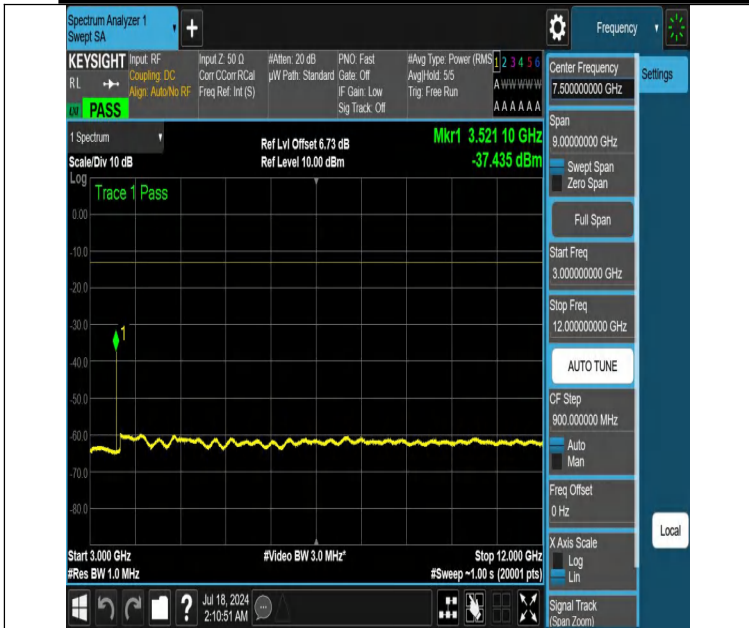 Spectrum Analyzer 1
Swept SA
Frequency
KEYSIGHT
RL
PASS
Input: RF
Coupling: DC
Align: Auto/No RF
Input Z: 50 Ω
Corr CCorr RCal
Freq Ref: Int (S)
#Atten: 20 dB
µW Path: Standard
PNO: Fast
Gate: Off
IF Gain: Low
Sig Track: Off
#Avg Type: Power (RMS
Avg|Hold: 5/5
Trig: Free Run
1 2 3 4 5 6
A W W W W W
A A A A A A
1 Spectrum
Scale/Div 10 dB
Log
Ref Lvl Offset 6.73 dB
Ref Level 10.00 dBm
Mkr1 3.521 10 GHz
-37.435 dBm
Trace 1 Pass
0.00
-10.0
-20.0
-30.0
-40.0
-50.0
-60.0
-70.0
-80.0
1
Start 3.000 GHz
#Res BW 1.0 MHz
#Video BW 3.0 MHz*
Stop 12.000 GHz
#Sweep ~1.00 s (20001 pts)
Center Frequency
7.500000000 GHz
Settings
Span
9.00000000 GHz
Swept Span
Zero Span
Full Span
Start Freq
3.000000000 GHz
Stop Freq
12.000000000 GHz
AUTO TUNE
CF Step
900.000000 MHz
Auto
Man
Freq Offset
0 Hz
X Axis Scale
Log
Lin
Local
Signal Track
(Span Zoom)
?
Jul 18, 2024
2:10:51 AM